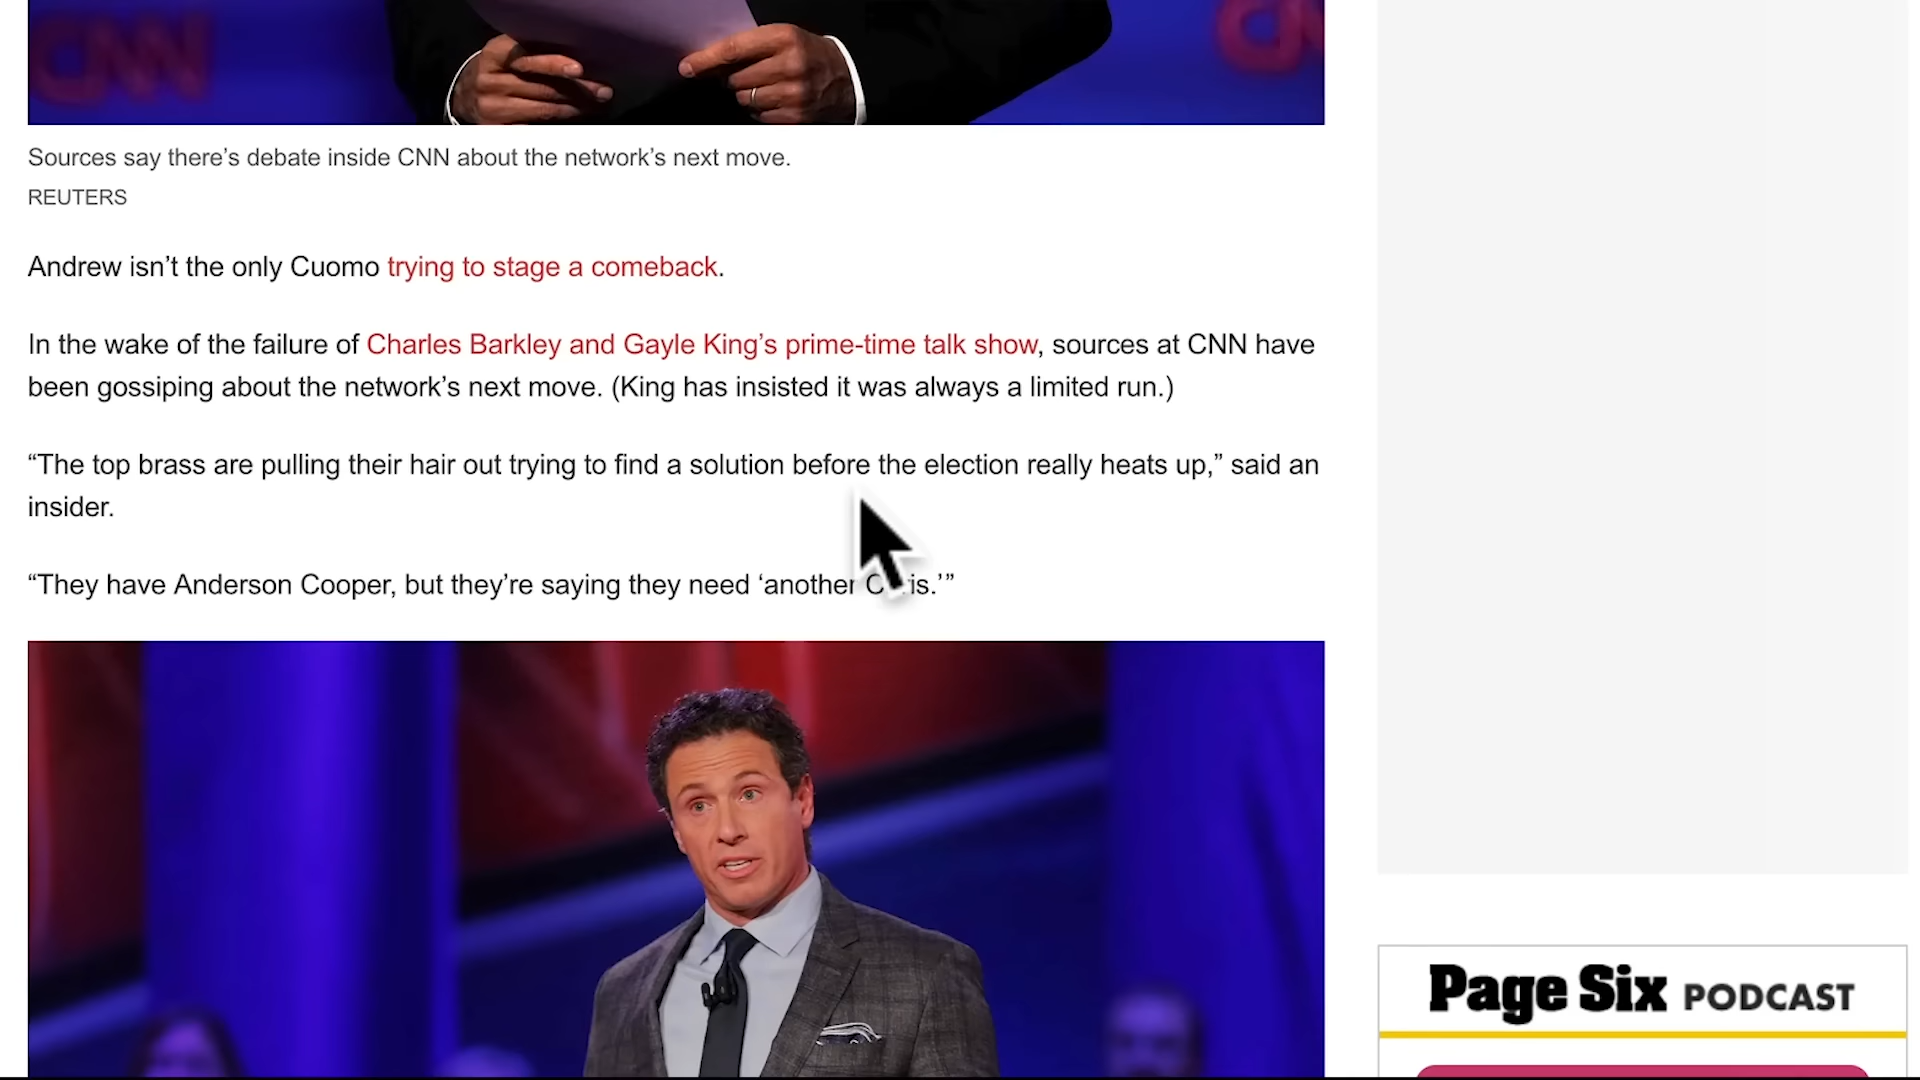 CNN
CN
Sources say there’s debate inside CNN about the network’s next move.
REUTERS
Andrew isn’t the only Cuomo trying to stage a comeback.
In the wake of the failure of Charles Barkley and Gayle King’s prime-time talk show, sources at CNN have
been gossiping about the network’s next move. (King has insisted it was always a limited run.)
“The top brass are pulling their hair out trying to find a solution before the election really heats up,” said an
insider.
“They have Anderson Cooper, but they’re saying they need ‘another C is.’”
Page Six PODCAST